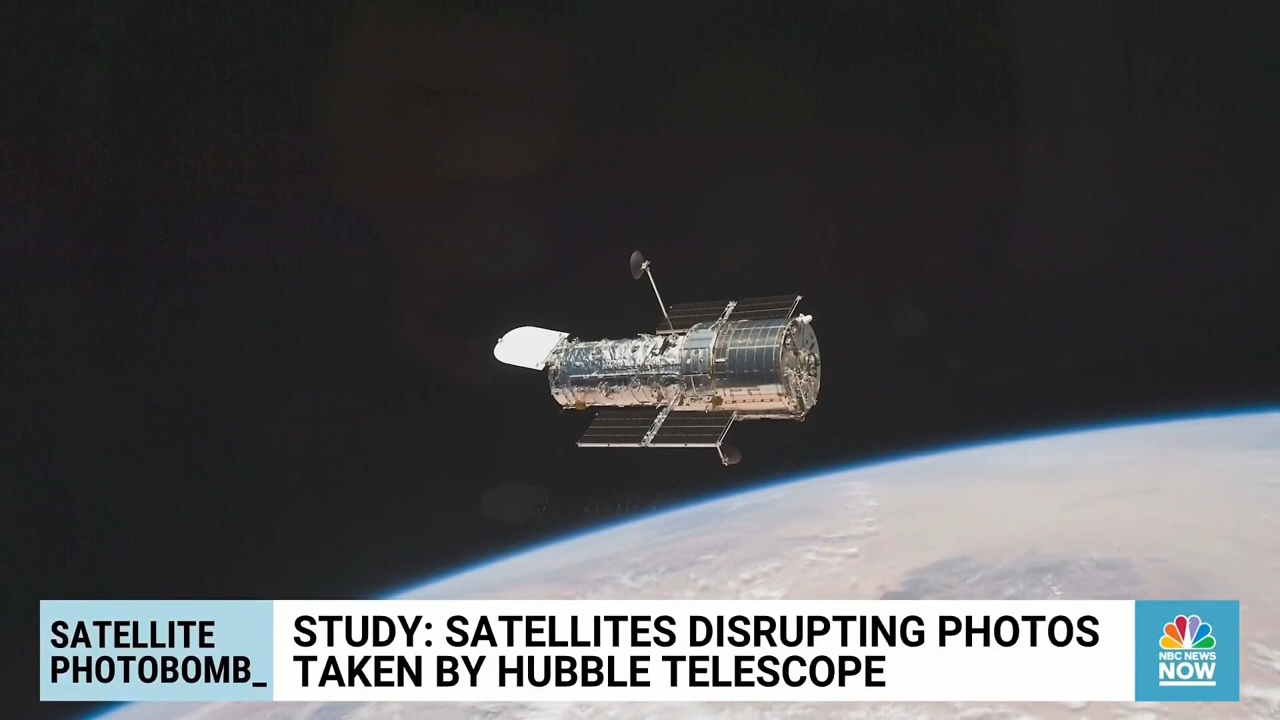 SATELLITE
PHOTOBOMB_
STUDY: SATELLITES DISRUPTING PHOTOS
TAKEN BY HUBBLE TELESCOPE
NBC NEWS
NOW